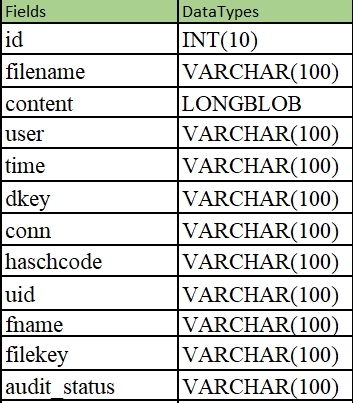 Fields DataTypes
id INT(10)
filename VARCHAR(100)
content LONGBLOB
user VARCHAR(100)
time VARCHAR(100)
dkey VARCHAR(100)
conn VARCHAR(100)
haschcode VARCHAR(100)
uid VARCHAR(100)
fname VARCHAR(100)
filekey VARCHAR(100)
audit_status VARCHAR(100)